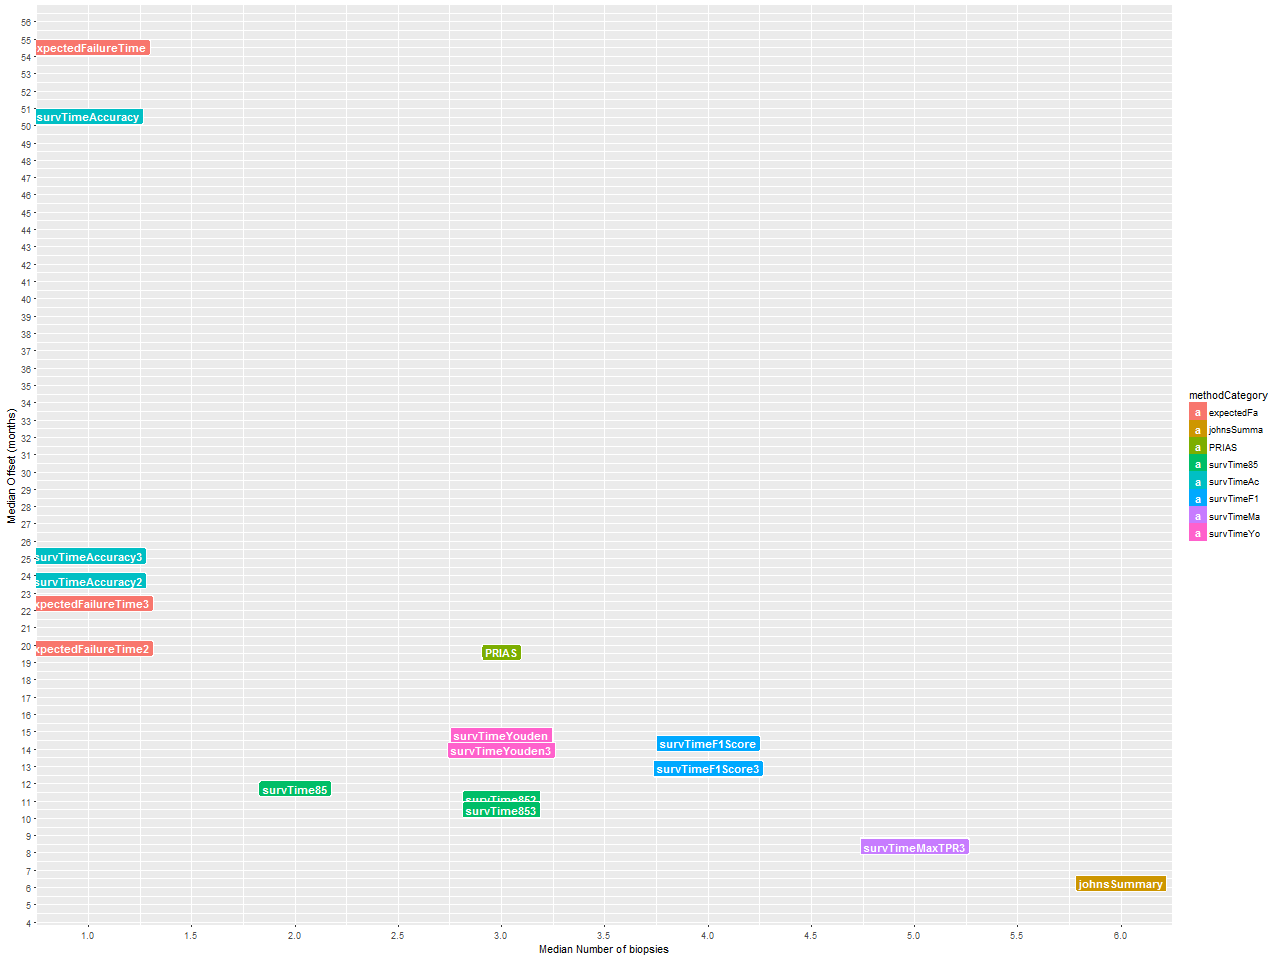 56
55
54
53
52
51
50
49
48
47
46
45
44
43
42
41
40
39
38
37
36
35
34
33
32
31
30
29
28
27
26
25
24
23
22
21
20
19
18
17
16
15
14
13
12
11
10
9
8
7
6
5
4
Median Offset (months)
xpectedFailureTime
survTimeAccuracy
survTimeAccuracy3
survTimeAccuracy2
xpectedFailureTime3
xpectedFailureTime2
PRIAS
survTimeYouden
survTimeF1Score
survTimeYouden3
survTimeF1Score3
survTime85
survTime852
survTime853
survTimeMaxTPR3
johnsSummary
1.0 1.5 2.0 2.5 3.0 3.5 4.0 4.5 5.0 5.5 6.0
Median Number of biopsies
methodCategory
a expectedFa
a johnsSumma
a PRIAS
a survTime85
a survTimeAc
a survTimeF1
a survTimeMa
a survTimeYo